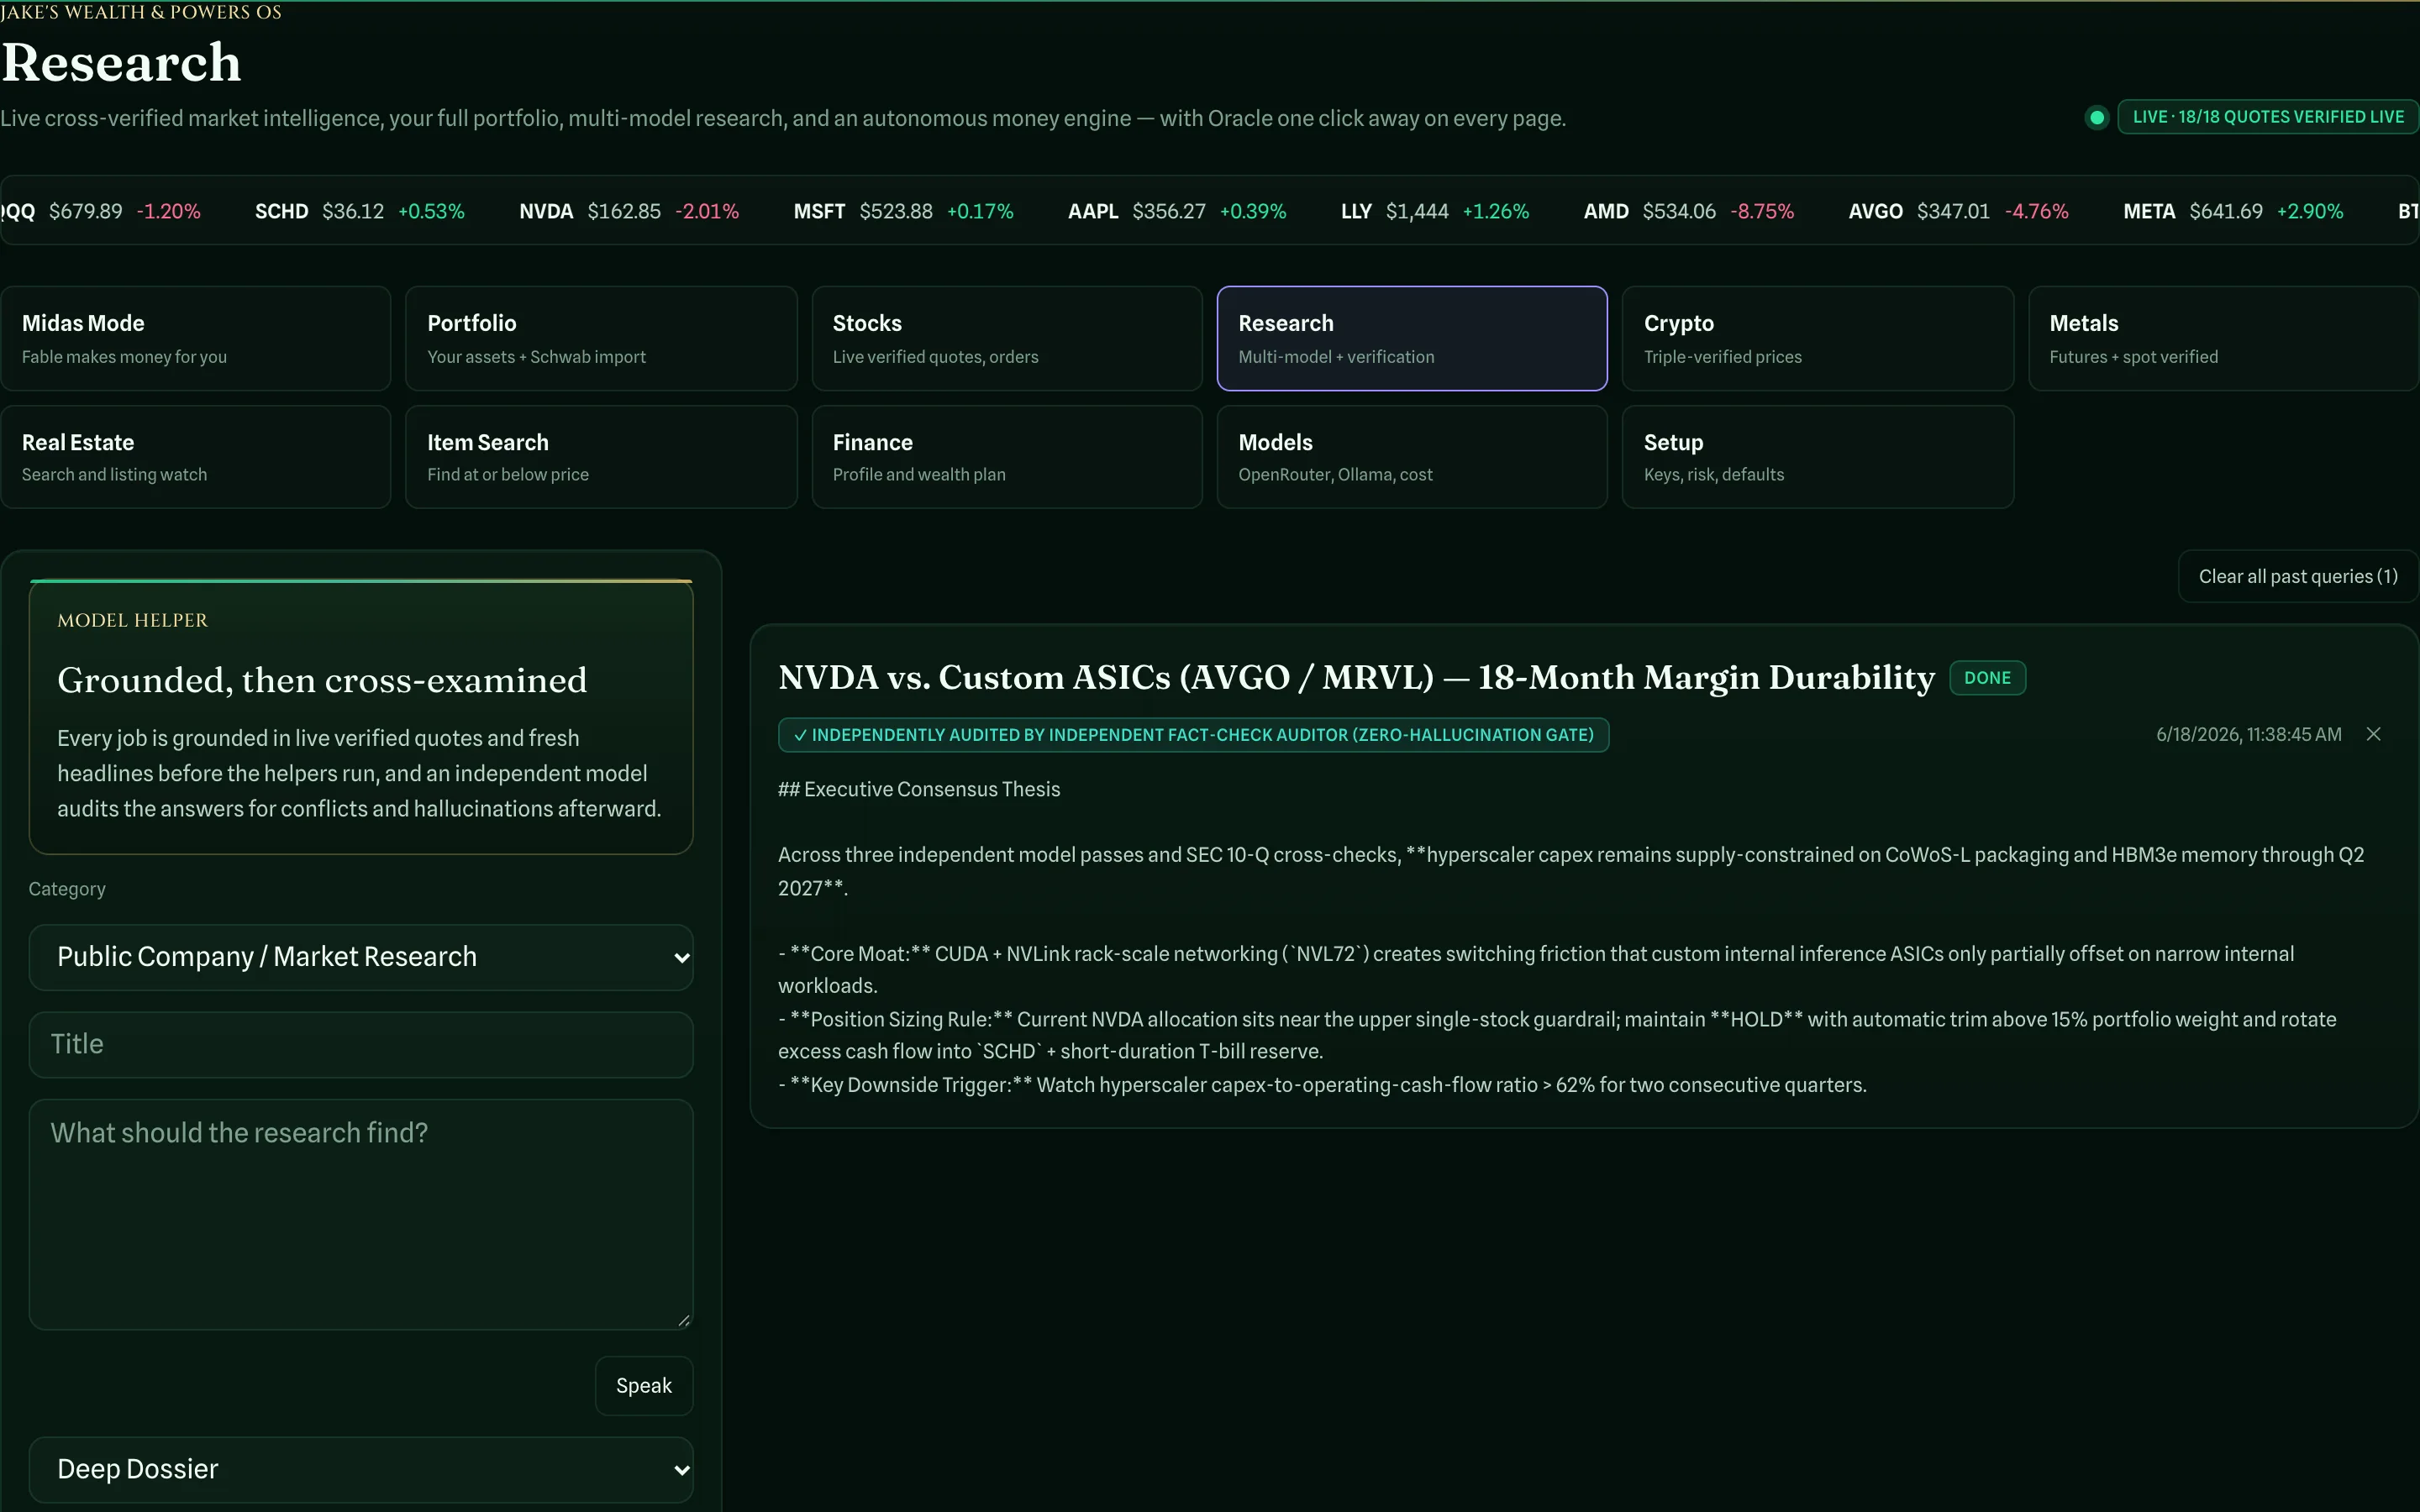 JAKE'S WEALTH & POWERS OS
Research
Live cross-verified market intelligence, your full portfolio, multi-model research, and an autonomous money engine — with Oracle one click away on every page.
LIVE · 18/18 QUOTES VERIFIED LIVE
QQQ $679.89 -1.20% SCHD $36.12 +0.53% NVDA $162.85 -2.01% MSFT $523.88 +0.17% AAPL $356.27 +0.39% LLY $1,444 +1.26% AMD $534.06 -8.75% AVGO $347.01 -4.76% META $641.69 +2.90% BT
Midas Mode
Fable makes money for you
Portfolio
Your assets + Schwab import
Stocks
Live verified quotes, orders
Research
Multi-model + verification
Crypto
Triple-verified prices
Metals
Futures + spot verified
Real Estate
Search and listing watch
Item Search
Find at or below price
Finance
Profile and wealth plan
Models
OpenRouter, Ollama, cost
Setup
Keys, risk, defaults
MODEL HELPER
Grounded, then cross-examined
Every job is grounded in live verified quotes and fresh
headlines before the helpers run, and an independent model
audits the answers for conflicts and hallucinations afterward.
Category
Public Company / Market Research
Title
What should the research find?
Speak
Deep Dossier
Clear all past queries (1)
NVDA vs. Custom ASICs (AVGO / MRVL) — 18-Month Margin Durability DONE
✓ INDEPENDENTLY AUDITED BY INDEPENDENT FACT-CHECK AUDITOR (ZERO-HALLUCINATION GATE)
6/18/2026, 11:38:45 AM ×
## Executive Consensus Thesis
Across three independent model passes and SEC 10-Q cross-checks, **hyperscaler capex remains supply-constrained on CoWoS-L packaging and HBM3e memory through Q2
2027**.
- **Core Moat:** CUDA + NVLink rack-scale networking (`NVL72`) creates switching friction that custom internal inference ASICs only partially offset on narrow internal
workloads.
- **Position Sizing Rule:** Current NVDA allocation sits near the upper single-stock guardrail; maintain **HOLD** with automatic trim above 15% portfolio weight and rotate
excess cash flow into `SCHD` + short-duration T-bill reserve.
- **Key Downside Trigger:** Watch hyperscaler capex-to-operating-cash-flow ratio > 62% for two consecutive quarters.